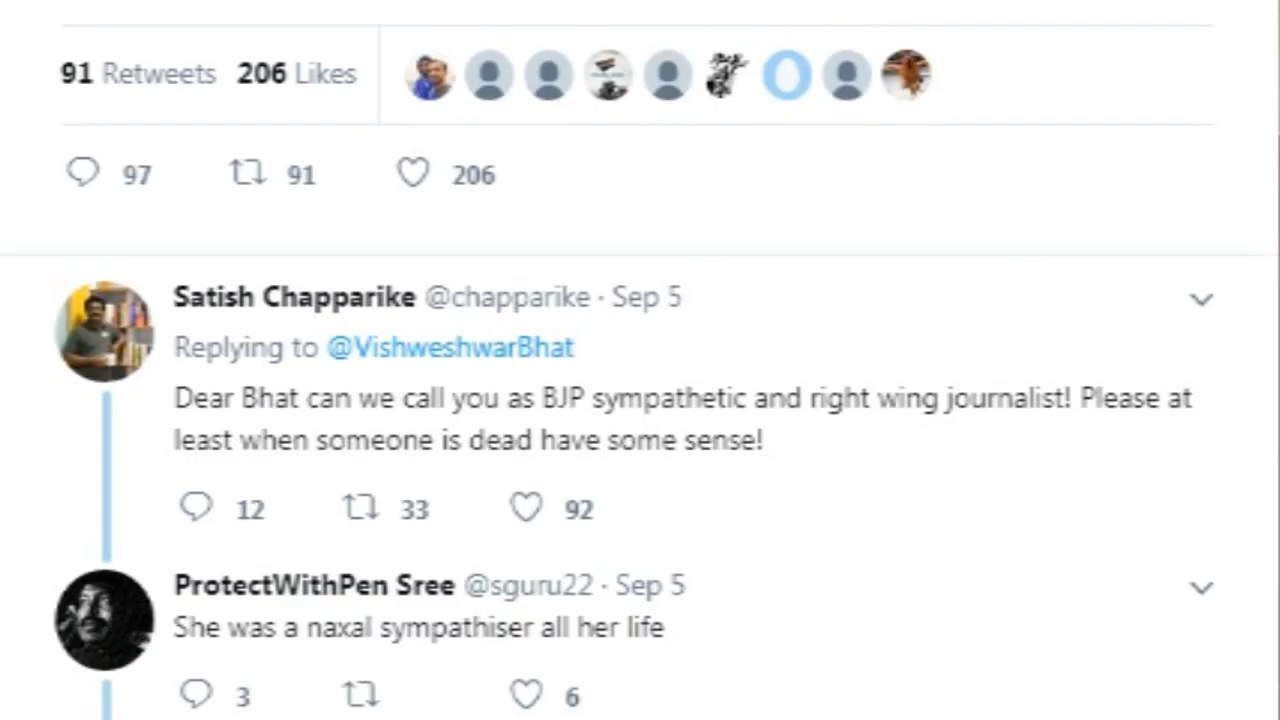 91 Retweets 206 Likes
97 91 206
Satish Chapparike @chapparike · Sep 5
Replying to @VishweshwarBhat
Dear Bhat can we call you as BJP sympathetic and right wing journalist! Please at
least when someone is dead have some sense!
12 33 92
ProtectWithPen Sree @sguru22 · Sep 5
She was a naxal sympathiser all her life
3 6